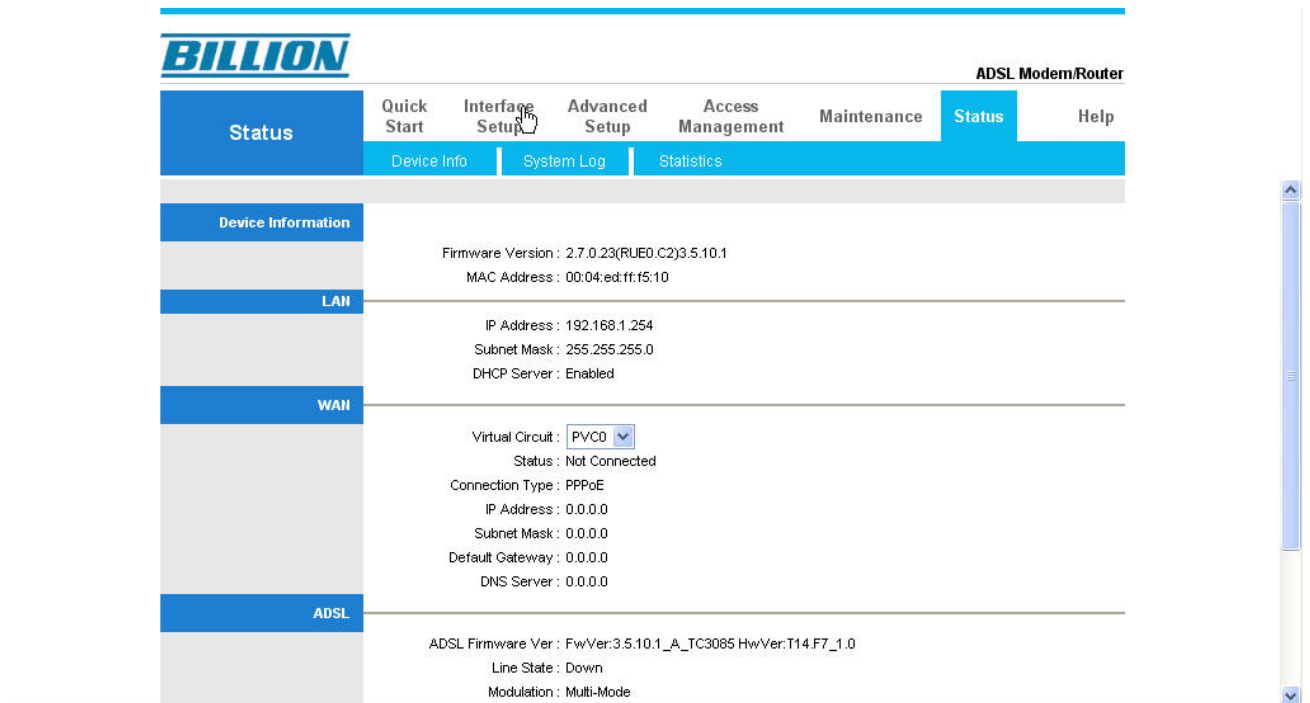 BILLION
ADSL Modem/Router
Status
Quick Start
Interface Setup
Advanced Setup
Access Management
Maintenance
Status
Help
Device Info
System Log
Statistics
Device Information
Firmware Version : 2.7.0.23(RUE0.C2)3.5.10.1
MAC Address : 00:04:ed:ff:f5:10
LAN
IP Address : 192.168.1.254
Subnet Mask : 255.255.255.0
DHCP Server : Enabled
WAN
Virtual Circuit : PVC0
Status : Not Connected
Connection Type : PPPoE
IP Address : 0.0.0.0
Subnet Mask : 0.0.0.0
Default Gateway : 0.0.0.0
DNS Server : 0.0.0.0
ADSL
ADSL Firmware Ver : FwVer:3.5.10.1_A_TC3085 HwVer:T14.F7_1.0
Line State : Down
Modulation : Multi-Mode